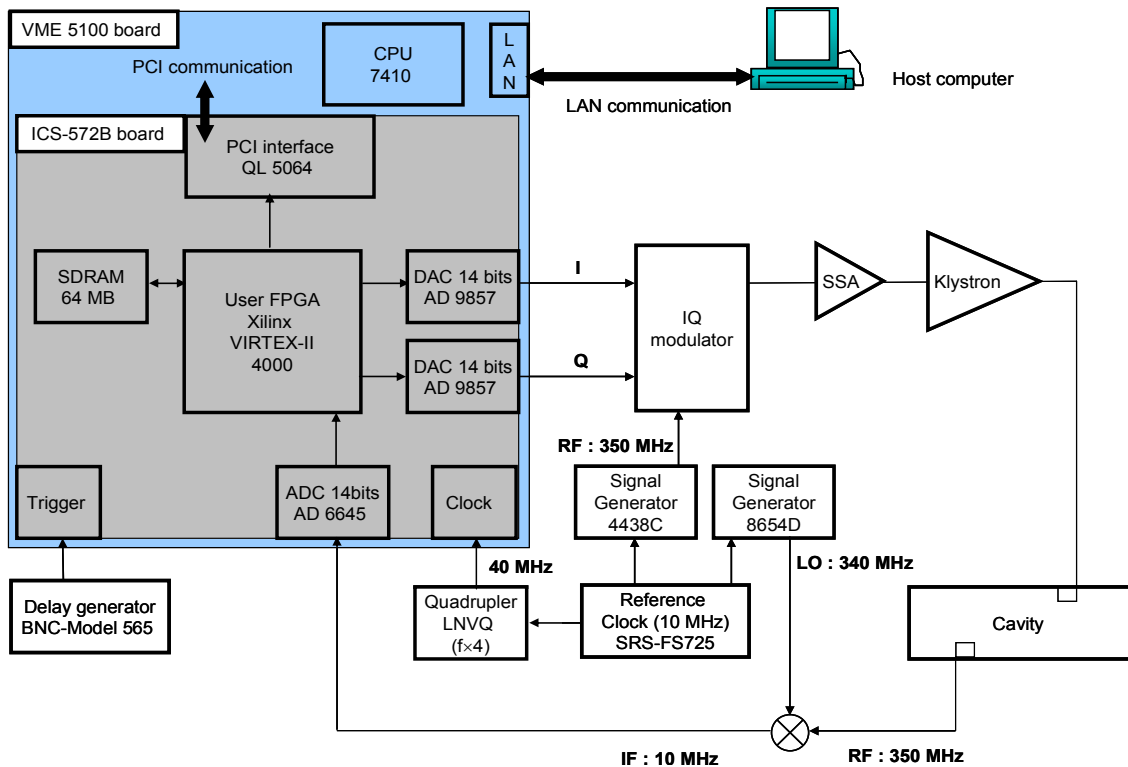 VME 5100 board
PCI communication
CPU
7410
L
A
N
LAN communication
Host computer
ICS-572B board
PCI interface
QL 5064
SDRAM
64 MB
User FPGA
Xilinx
VIRTEX-II
4000
DAC 14 bits
AD 9857
DAC 14 bits
AD 9857
I
Q
IQ
modulator
SSA
Klystron
RF : 350 MHz
Trigger
ADC 14bits
AD 6645
Clock
Signal
Generator
4438C
Signal
Generator
8654D
40 MHz
LO : 340 MHz
Delay generator
BNC-Model 565
Quadrupler
LNVQ
(f×4)
Reference
Clock (10 MHz)
SRS-FS725
Cavity
IF : 10 MHz
RF : 350 MHz